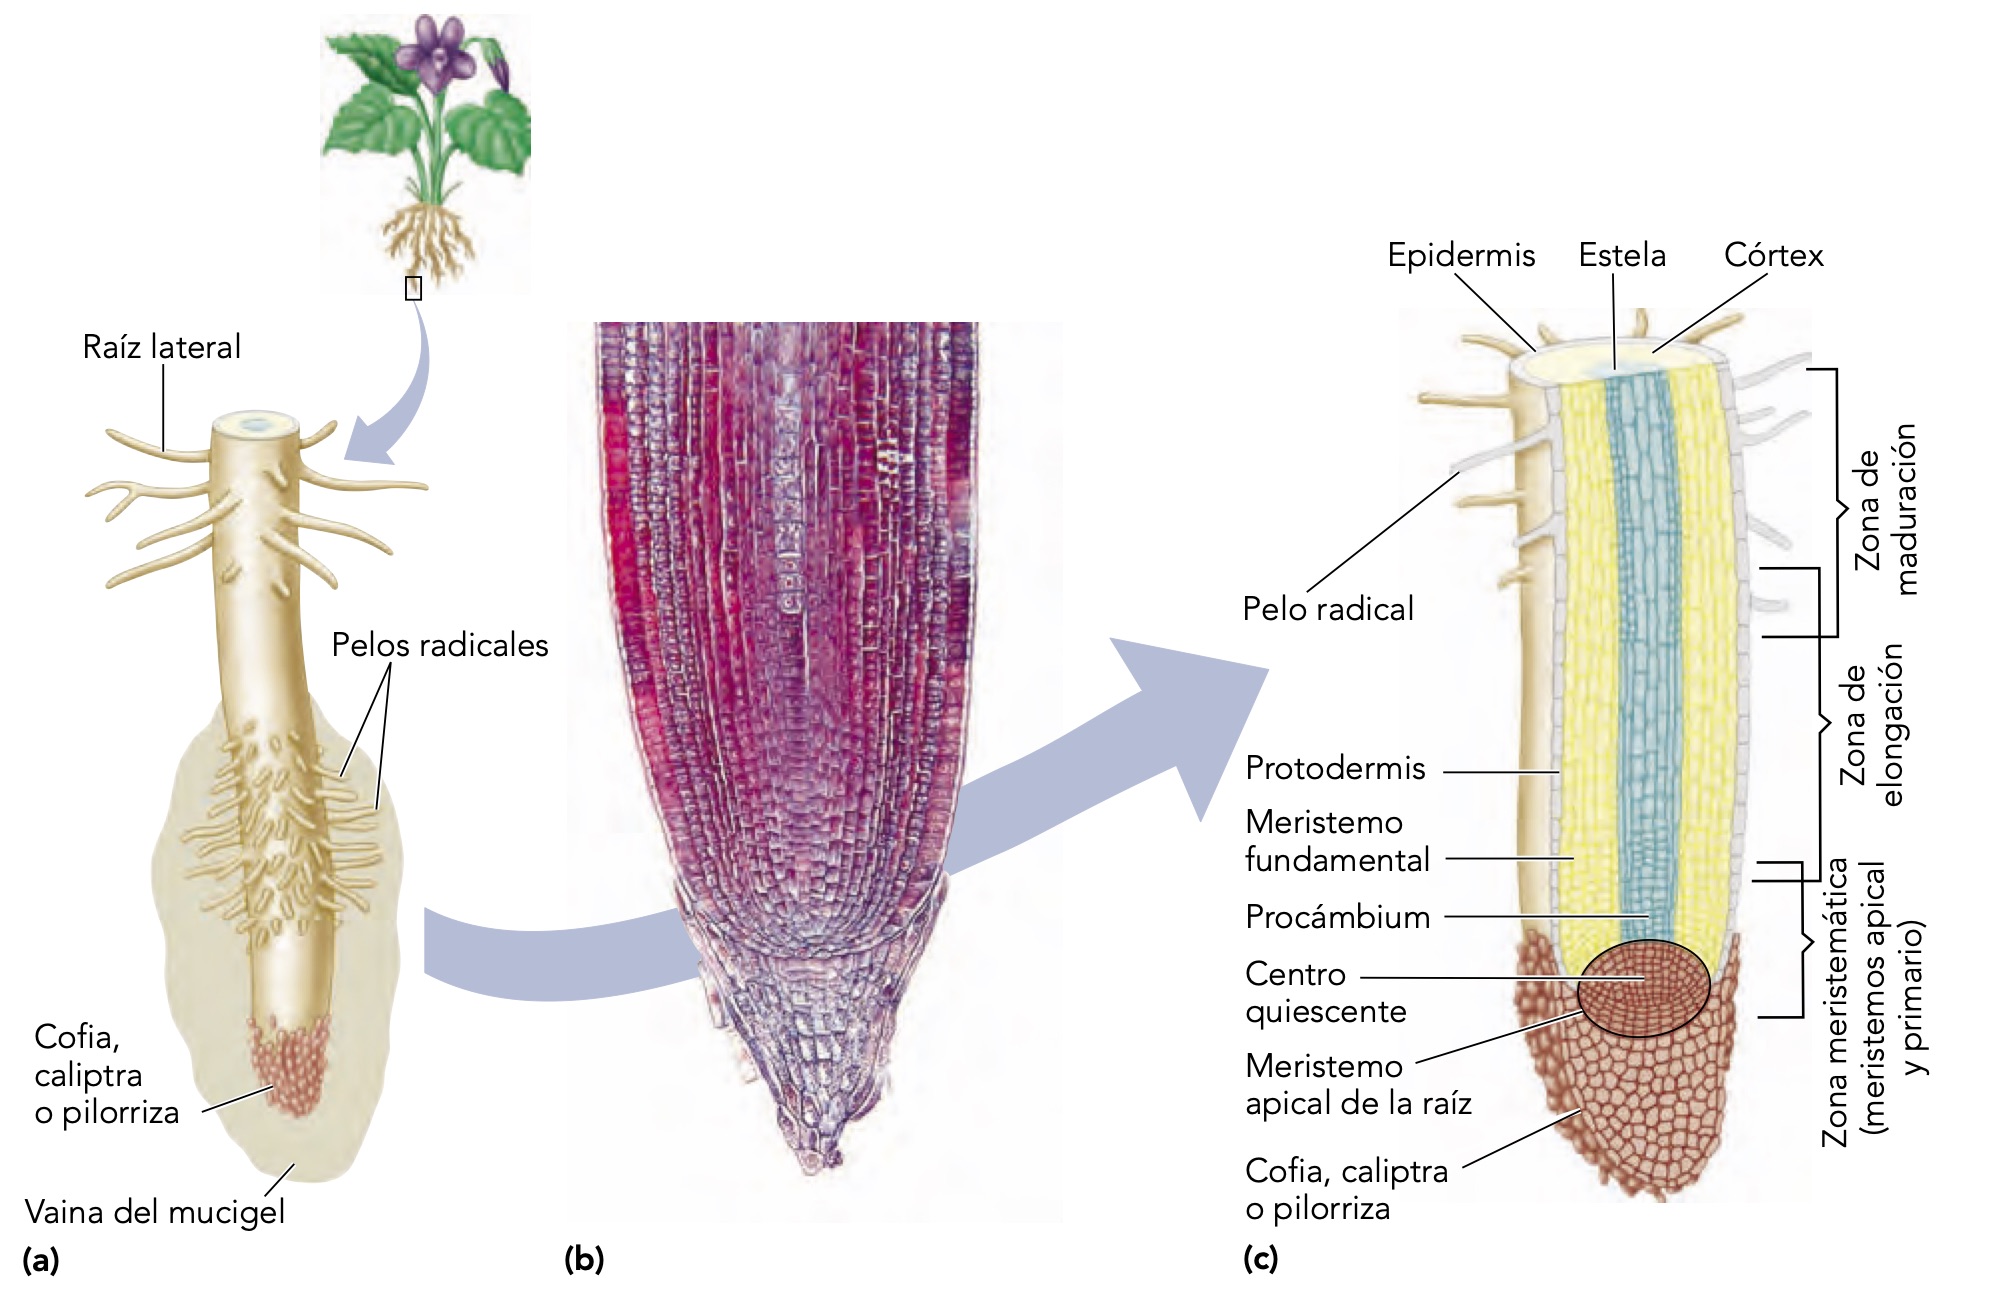 Raíz lateral
Pelos radicales
Cofia,
caliptra
o pilorriza
Vaina del mucigel
(a)
(b)
Epidermis
Estela
Córtex
Pelo radical
Protodermis
Meristemo
fundamental
Procámbium
Centro
quiescente
Meristemo
apical de la raíz
Cofia, caliptra
o pilorriza
Zona de
maduración
Zona de
elongación
Zona meristemática
(meristemos apical
y primario)
(c)